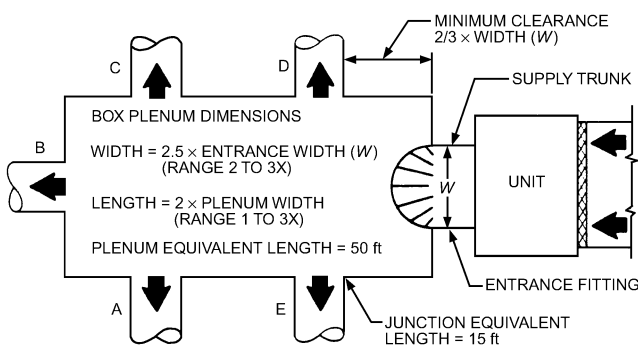 MINIMUM CLEARANCE
2/3 × WIDTH (W)
C
D
SUPPLY TRUNK
BOX PLENUM DIMENSIONS
B
WIDTH = 2.5 × ENTRANCE WIDTH (W)
(RANGE 2 TO 3X)
W
UNIT
LENGTH = 2 × PLENUM WIDTH
(RANGE 1 TO 3X)
PLENUM EQUIVALENT LENGTH = 50 ft
ENTRANCE FITTING
A
E
JUNCTION EQUIVALENT
LENGTH = 15 ft